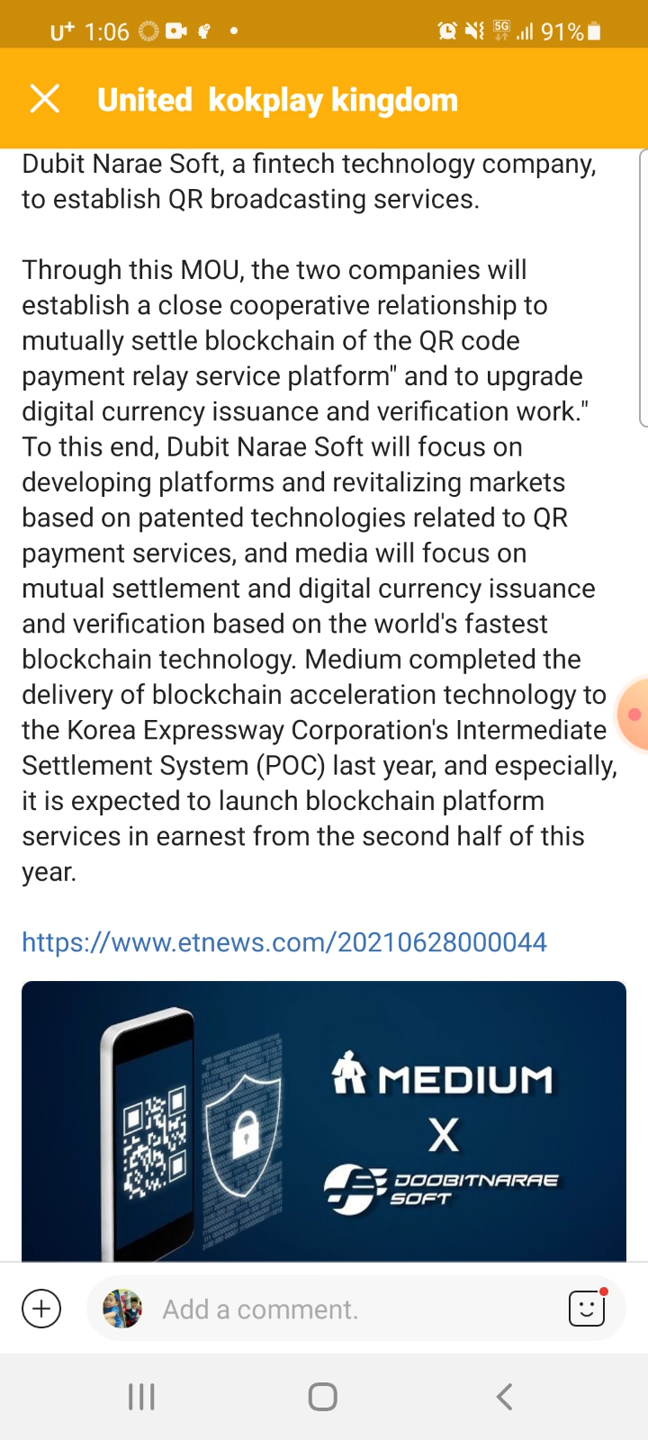 U+ 1:06 5G 91%
United kokplay kingdom
Dubit Narae Soft, a fintech technology company,
to establish QR broadcasting services.
Through this MOU, the two companies will
establish a close cooperative relationship to
mutually settle blockchain of the QR code
payment relay service platform" and to upgrade
digital currency issuance and verification work."
To this end, Dubit Narae Soft will focus on
developing platforms and revitalizing markets
based on patented technologies related to QR
payment services, and media will focus on
mutual settlement and digital currency issuance
and verification based on the world's fastest
blockchain technology. Medium completed the
delivery of blockchain acceleration technology to
the Korea Expressway Corporation's Intermediate
Settlement System (POC) last year, and especially,
it is expected to launch blockchain platform
services in earnest from the second half of this
year.
https://www.etnews.com/20210628000044
MEDIUM
X
DOOBITNARAE
SOFT
Add a comment.